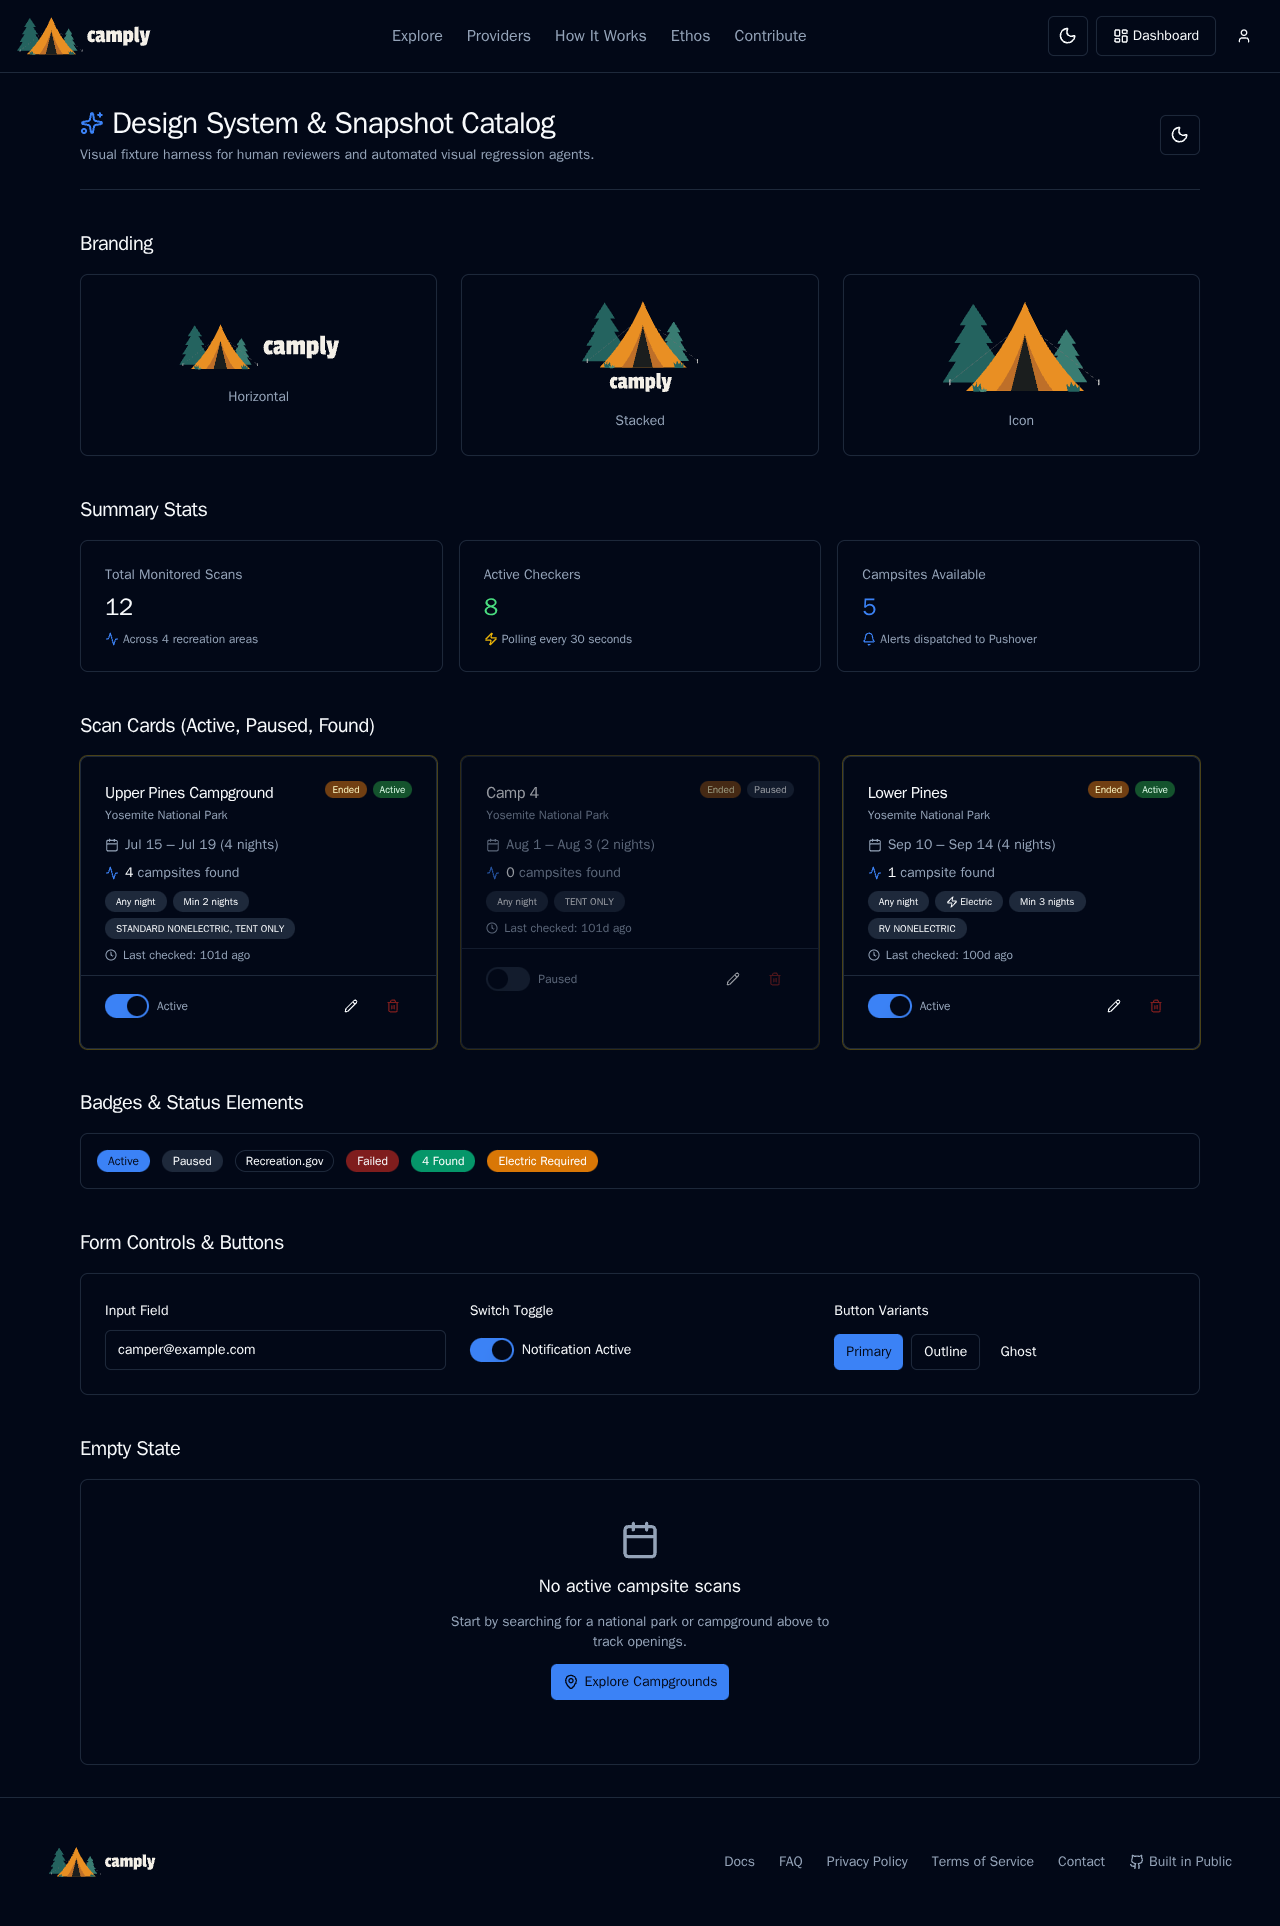 camply
Explore
Providers
How It Works
Ethos
Contribute
Dashboard
Design System & Snapshot Catalog
Visual fixture harness for human reviewers and automated visual regression agents.
Branding
camply
Horizontal
camply
Stacked
Icon
Summary Stats
Total Monitored Scans
12
Across 4 recreation areas
Active Checkers
8
Polling every 30 seconds
Campsites Available
5
Alerts dispatched to Pushover
Scan Cards (Active, Paused, Found)
Upper Pines Campground
Ended
Active
Yosemite National Park
Jul 15 – Jul 19 (4 nights)
4 campsites found
Any night
Min 2 nights
STANDARD NONELECTRIC, TENT ONLY
Last checked: 101d ago
Active
Camp 4
Ended
Paused
Yosemite National Park
Aug 1 – Aug 3 (2 nights)
0 campsites found
Any night
TENT ONLY
Last checked: 101d ago
Paused
Lower Pines
Ended
Active
Yosemite National Park
Sep 10 – Sep 14 (4 nights)
1 campsite found
Any night
Electric
Min 3 nights
RV NONELECTRIC
Last checked: 100d ago
Active
Badges & Status Elements
Active
Paused
Recreation.gov
Failed
4 Found
Electric Required
Form Controls & Buttons
Input Field
camper@example.com
Switch Toggle
Notification Active
Button Variants
Primary
Outline
Ghost
Empty State
No active campsite scans
Start by searching for a national park or campground above to
track openings.
Explore Campgrounds
camply
Docs
FAQ
Privacy Policy
Terms of Service
Contact
Built in Public